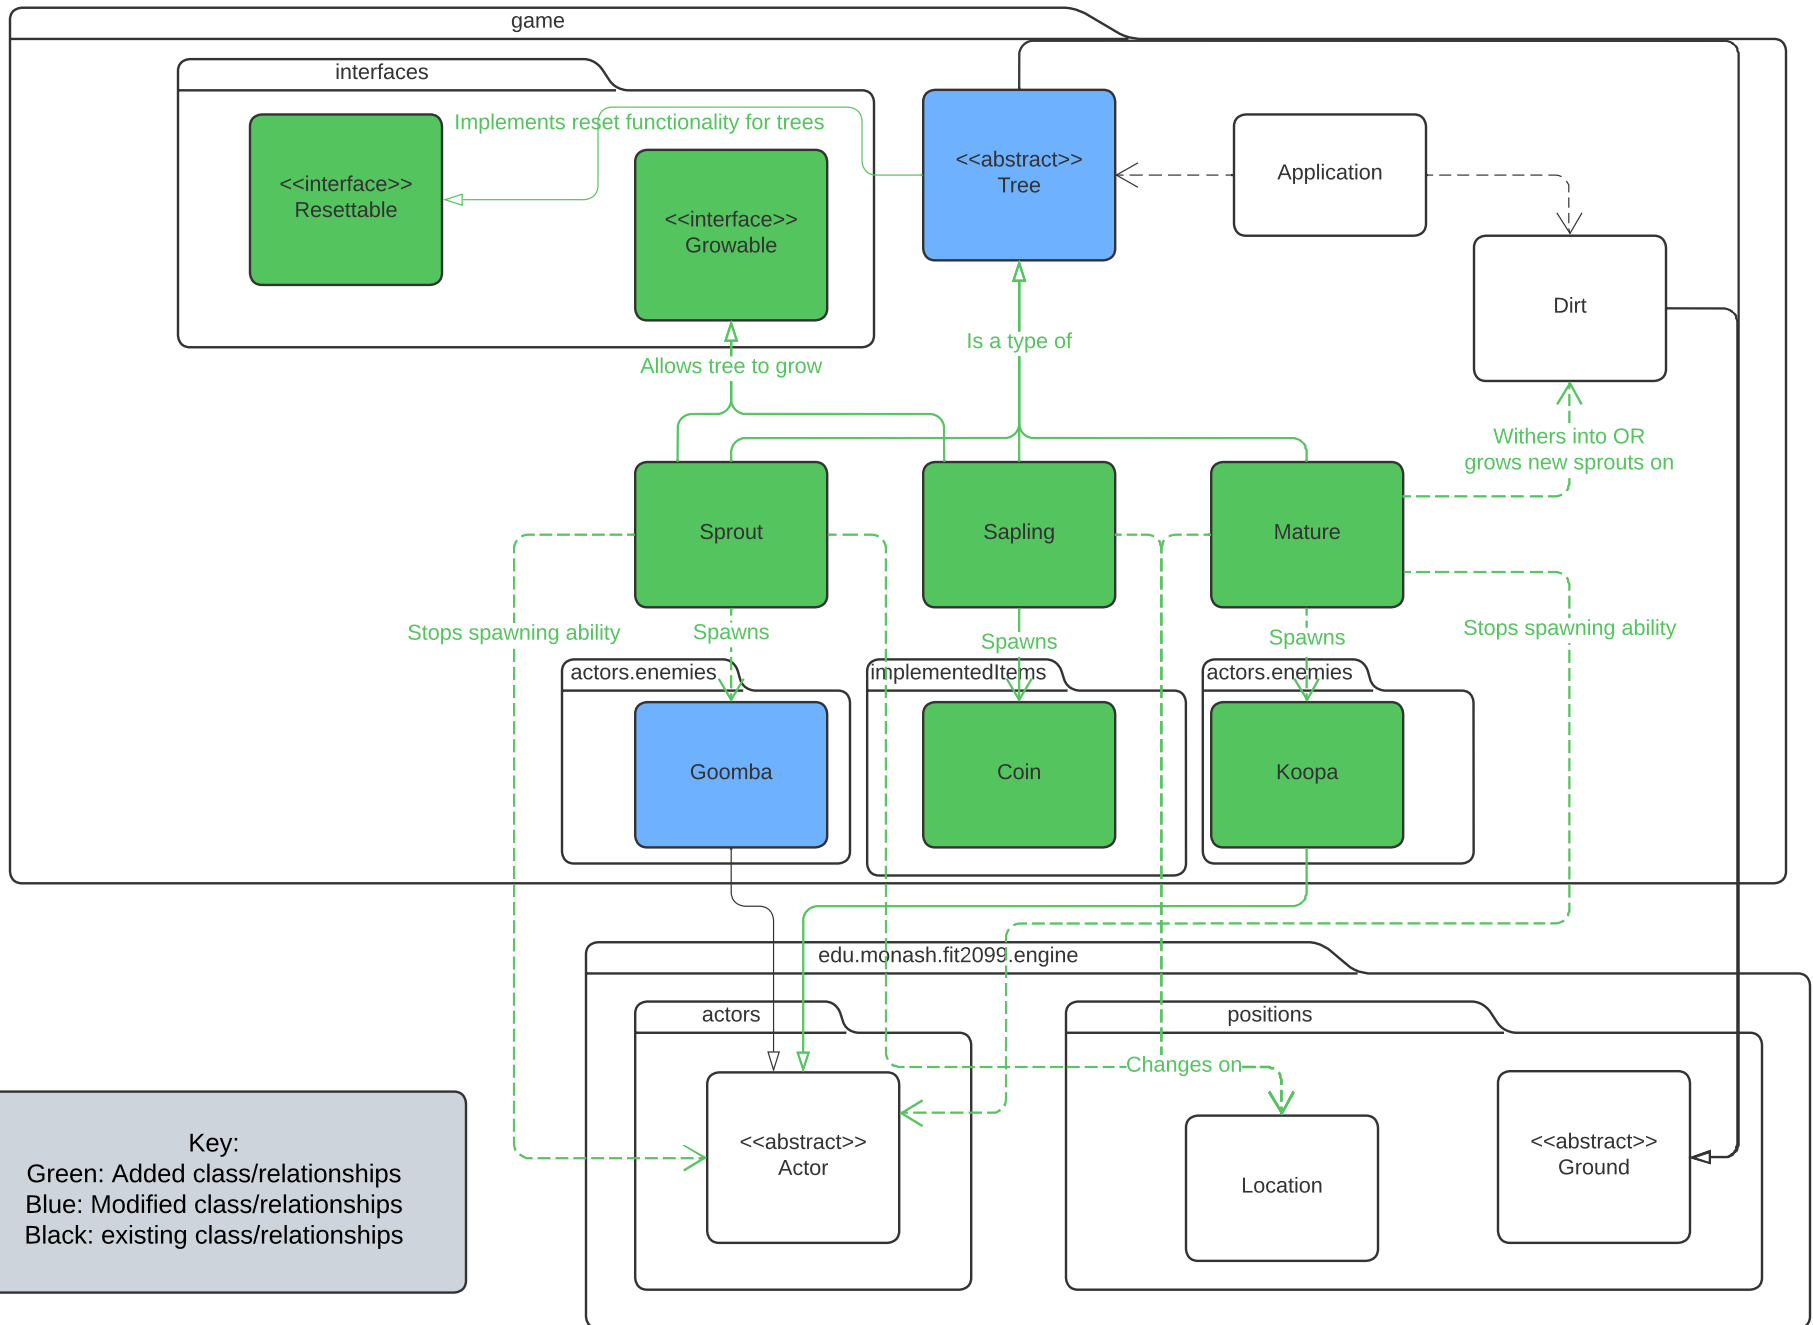 game
interfaces
Implements reset functionality for trees
<<interface>>
Resettable
<<interface>>
Growable
<<abstract>>
Tree
Application
Dirt
Is a type of
Allows tree to grow
Withers into OR
grows new sprouts on
Sprout
Sapling
Mature
Stops spawning ability
Spawns
Spawns
Spawns
Stops spawning ability
actors.enemies
implementedItems
actors.enemies
Goomba
Coin
Koopa
edu.monash.fit2099.engine
actors
positions
Changes on
<<abstract>>
Actor
Location
<<abstract>>
Ground
Key:
Green: Added class/relationships
Blue: Modified class/relationships
Black: existing class/relationships